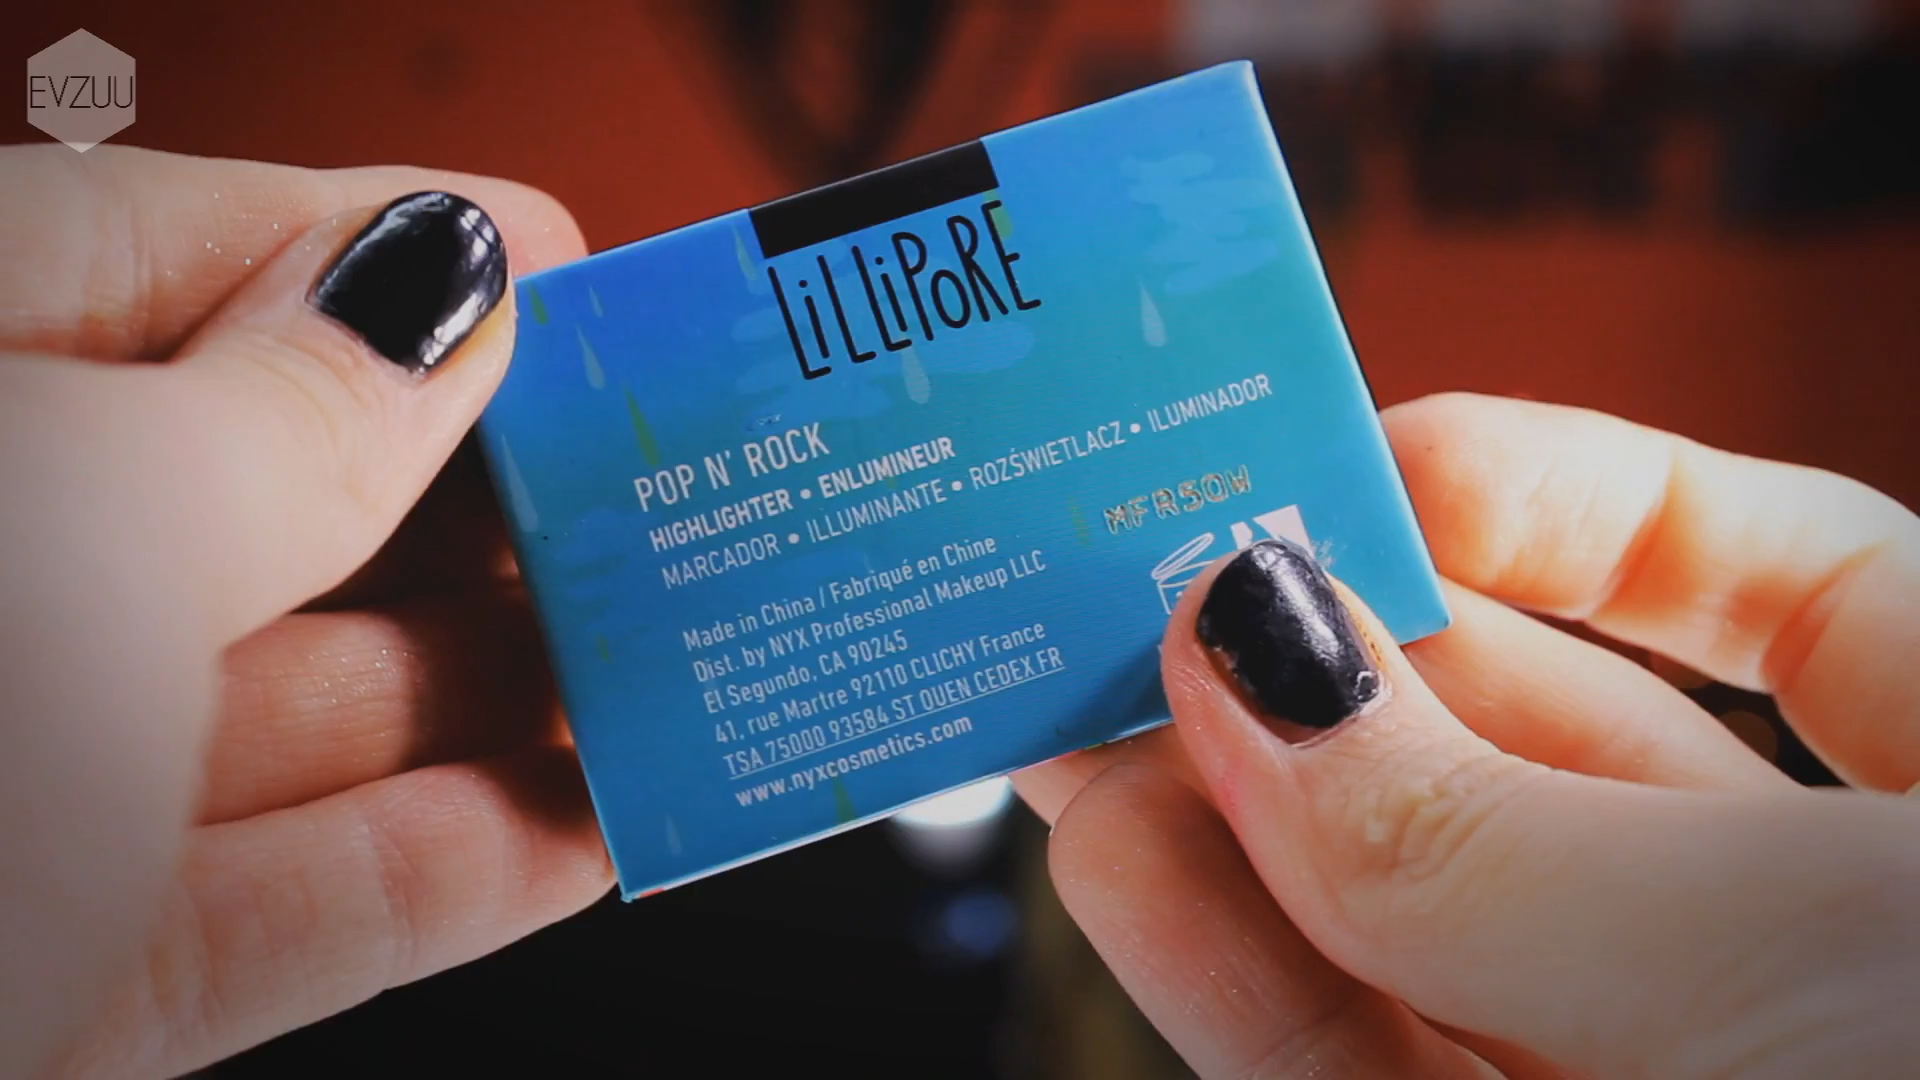 EVZUU
LiLLiPORE
POP N' ROCK
HIGHLIGHTER • ENLUMINEUR
MARCADOR • ILLUMINANTE • ROZŚWIETLACZ • ILUMINADOR
MFR50W
Made in China / Fabriqué en Chine
Dist. by NYX Professional Makeup LLC
El Segundo, CA 90245
41, rue Martre 92110 CLICHY France
TSA 75000 93584 ST OUEN CEDEX FR
www.nyxcosmetics.com